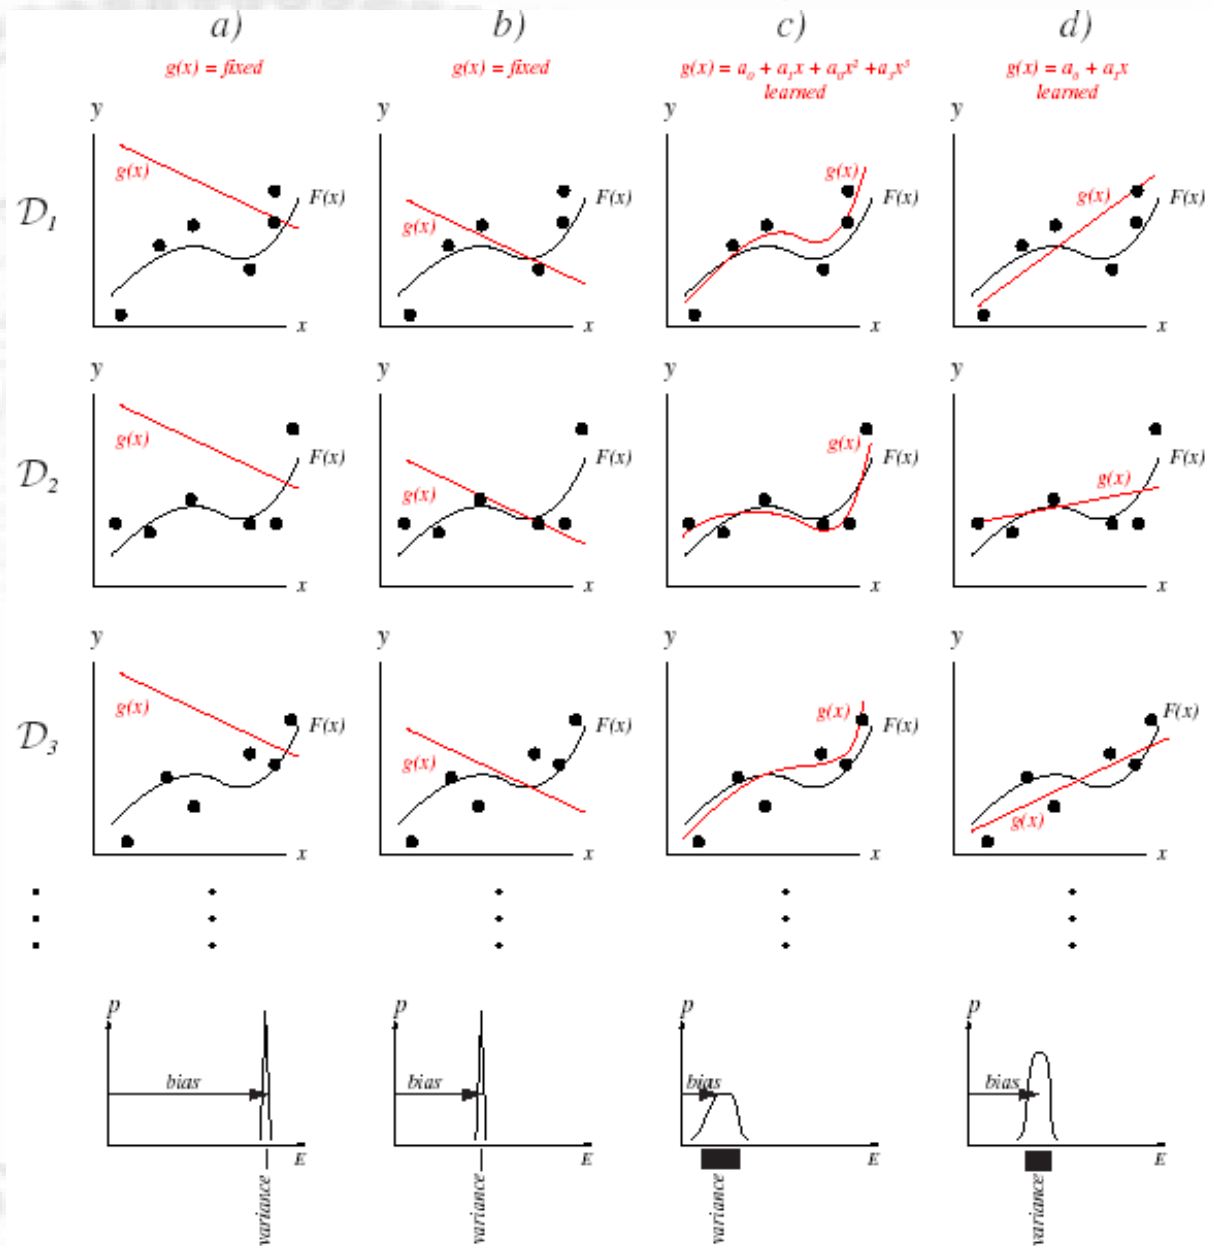 a) b) c) d)
g(x) = fixed g(x) = fixed g(x) = a₀ + a₁x + a₀x² + a₃x³ g(x) = a₀ + a₁x
learned learned
y y y y
g(x) F(x) g(x) F(x) g(x) F(x) g(x) F(x)
D₁
x x x x
y y y y
g(x) F(x) g(x) F(x) g(x) F(x) g(x) F(x)
D₂
x x x x
y y y y
g(x) F(x) g(x) F(x) g(x) F(x) g(x) F(x)
D₃
x x x x
p p p p
bias bias bias bias
E E E E
variance variance variance variance